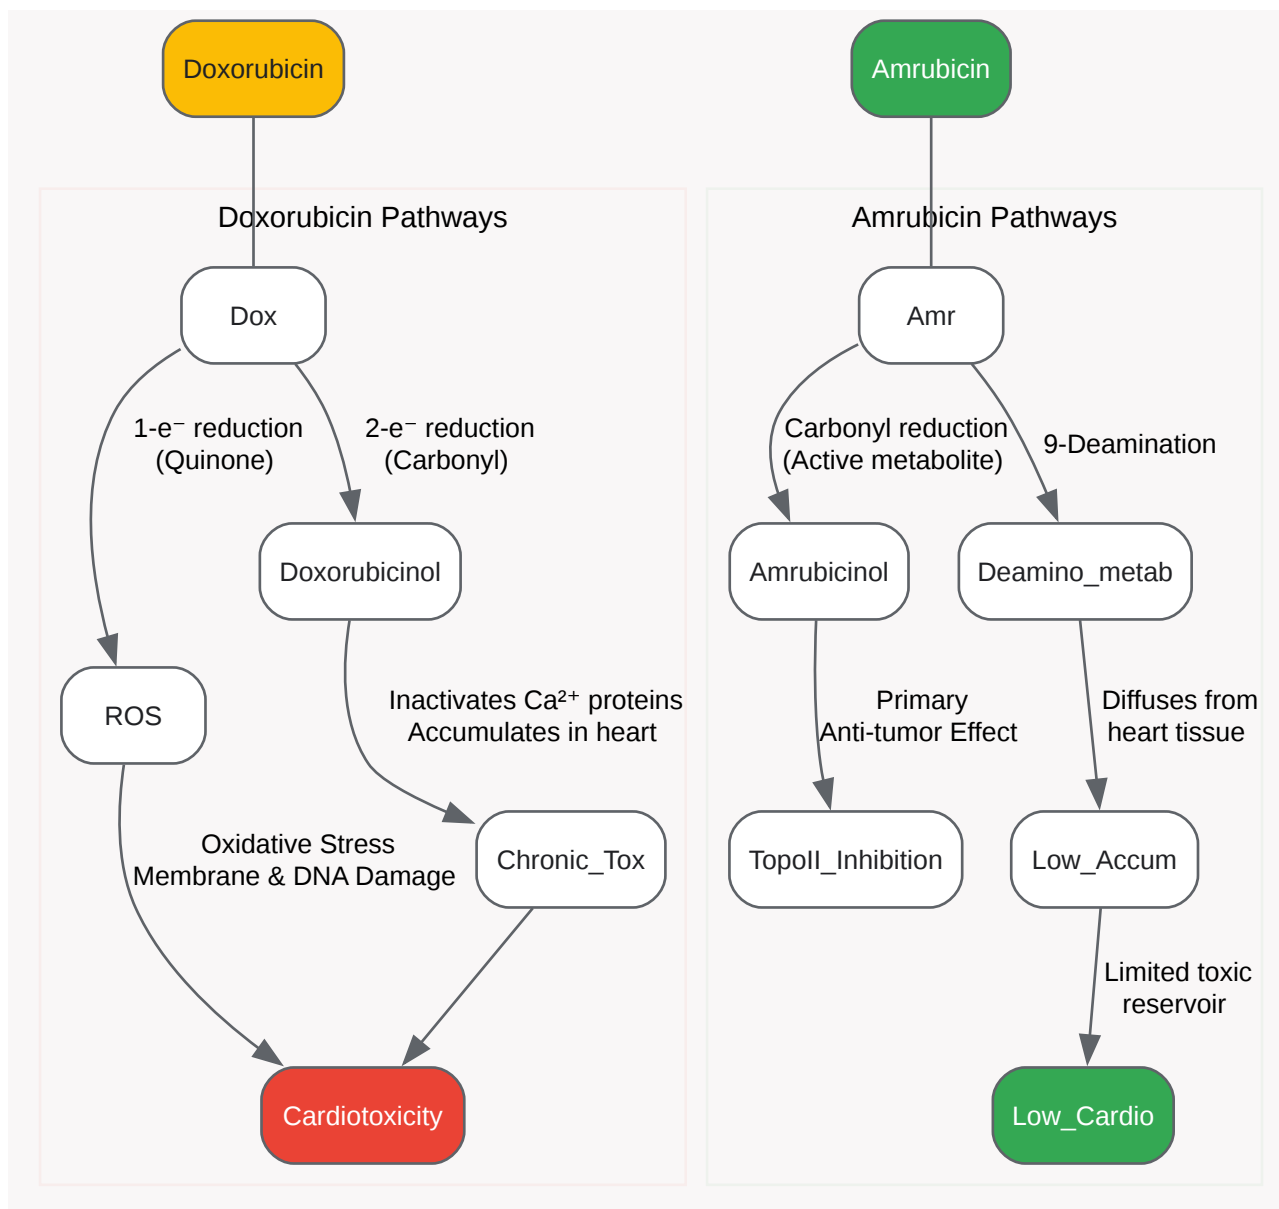 Doxorubicin
Amrubicin
Doxorubicin Pathways
Amrubicin Pathways
Dox
Amr
1-e⁻ reduction
(Quinone)
2-e⁻ reduction
(Carbonyl)
Carbonyl reduction
(Active metabolite)
9-Deamination
Doxorubicinol
Amrubicinol
Deamino_metab
ROS
Inactivates Ca²⁺ proteins
Accumulates in heart
Primary
Anti-tumor Effect
Diffuses from
heart tissue
Oxidative Stress
Membrane & DNA Damage
Chronic_Tox
TopoII_Inhibition
Low_Accum
Limited toxic
reservoir
Cardiotoxicity
Low_Cardio